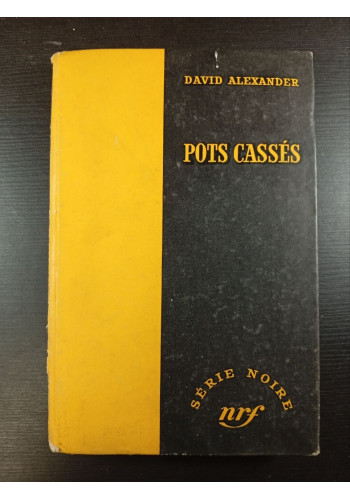 DAVID ALEXANDER
POTS CASSÉS
SÉRIE NOIRE
nrf